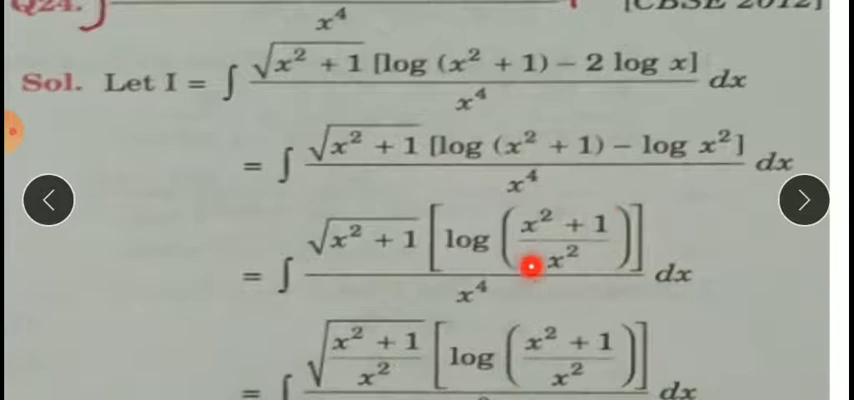 Q24. ∫ x⁴ [CBSE 2012]
Sol. Let I = ∫ √(x² + 1) [log (x² + 1) – 2 log x] / x⁴ dx
= ∫ √(x² + 1) [log (x² + 1) – log x²] / x⁴ dx
= ∫ √(x² + 1) [log ((x² + 1) / x²)] / x⁴ dx
= ∫ √((x² + 1) / x²) [log ((x² + 1) / x²)] dx